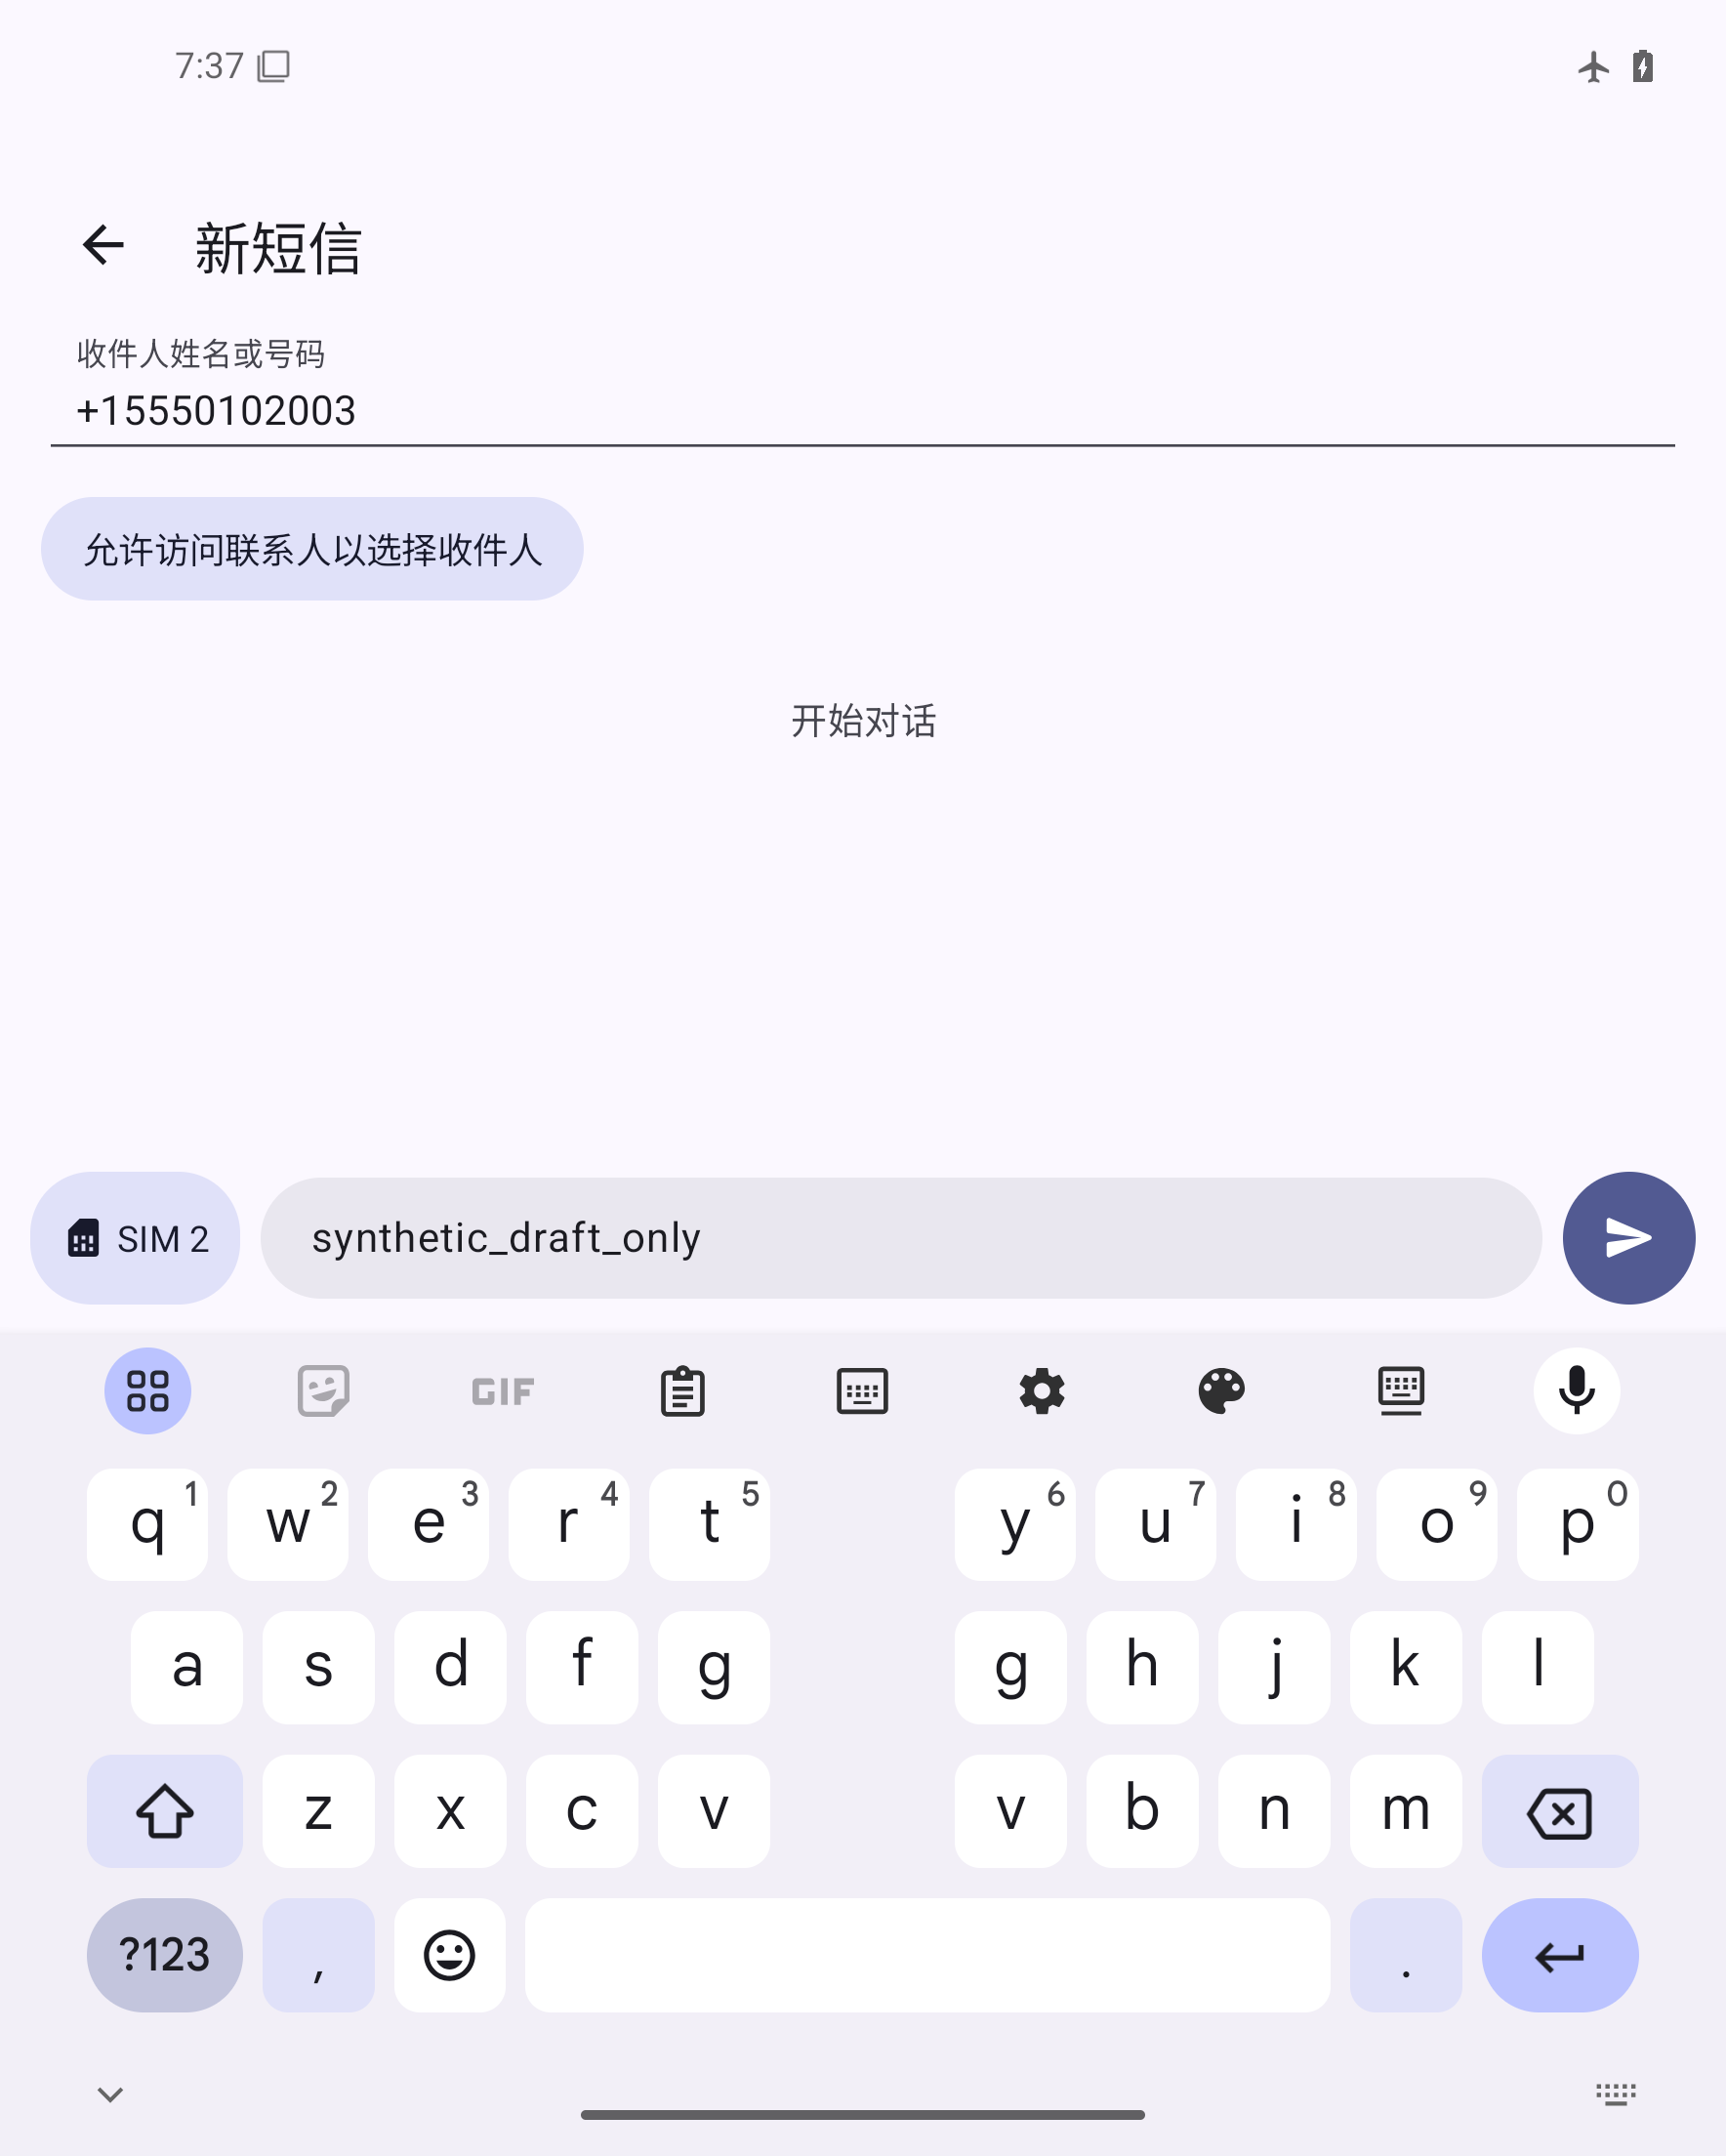 7:37
新短信
收件人姓名或号码
+15550102003
允许访问联系人以选择收件人
开始对话
SIM 2
synthetic_draft_only
GIF
q 1 w 2 e 3 r 4 t 5 y 6 u 7 i 8 o 9 p 0
a s d f g g h j k l
z x c v v b n m
?123 , .